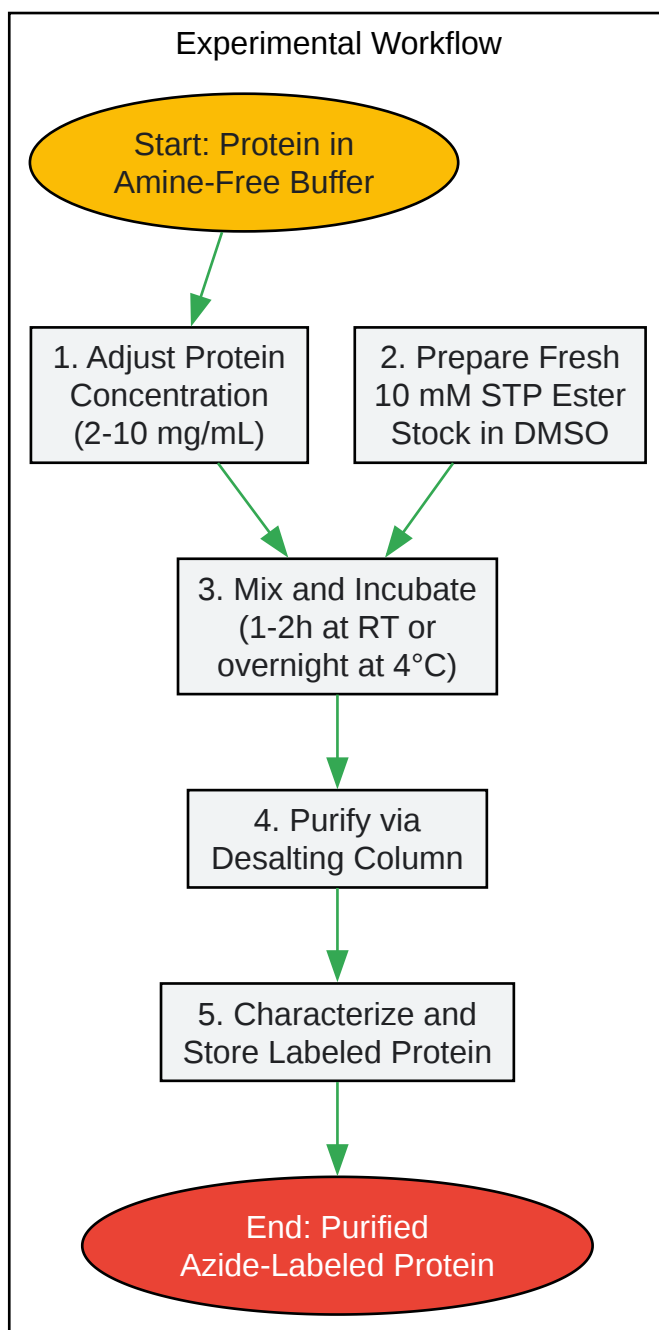 Experimental Workflow
Start: Protein in
Amine-Free Buffer
1. Adjust Protein
Concentration
(2-10 mg/mL)
2. Prepare Fresh
10 mM STP Ester
Stock in DMSO
3. Mix and Incubate
(1-2h at RT or
overnight at 4°C)
4. Purify via
Desalting Column
5. Characterize and
Store Labeled Protein
End: Purified
Azide-Labeled Protein